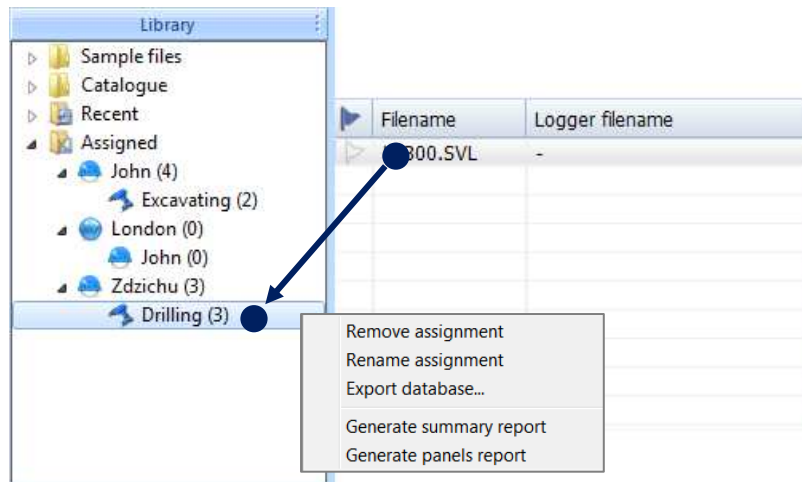 Library
Sample files
Catalogue
Recent
Assigned
John (4)
Excavating (2)
London (0)
John (0)
Zdzichu (3)
Drilling (3)
Filename Logger filename
300.SVL -
Remove assignment
Rename assignment
Export database...
Generate summary report
Generate panels report